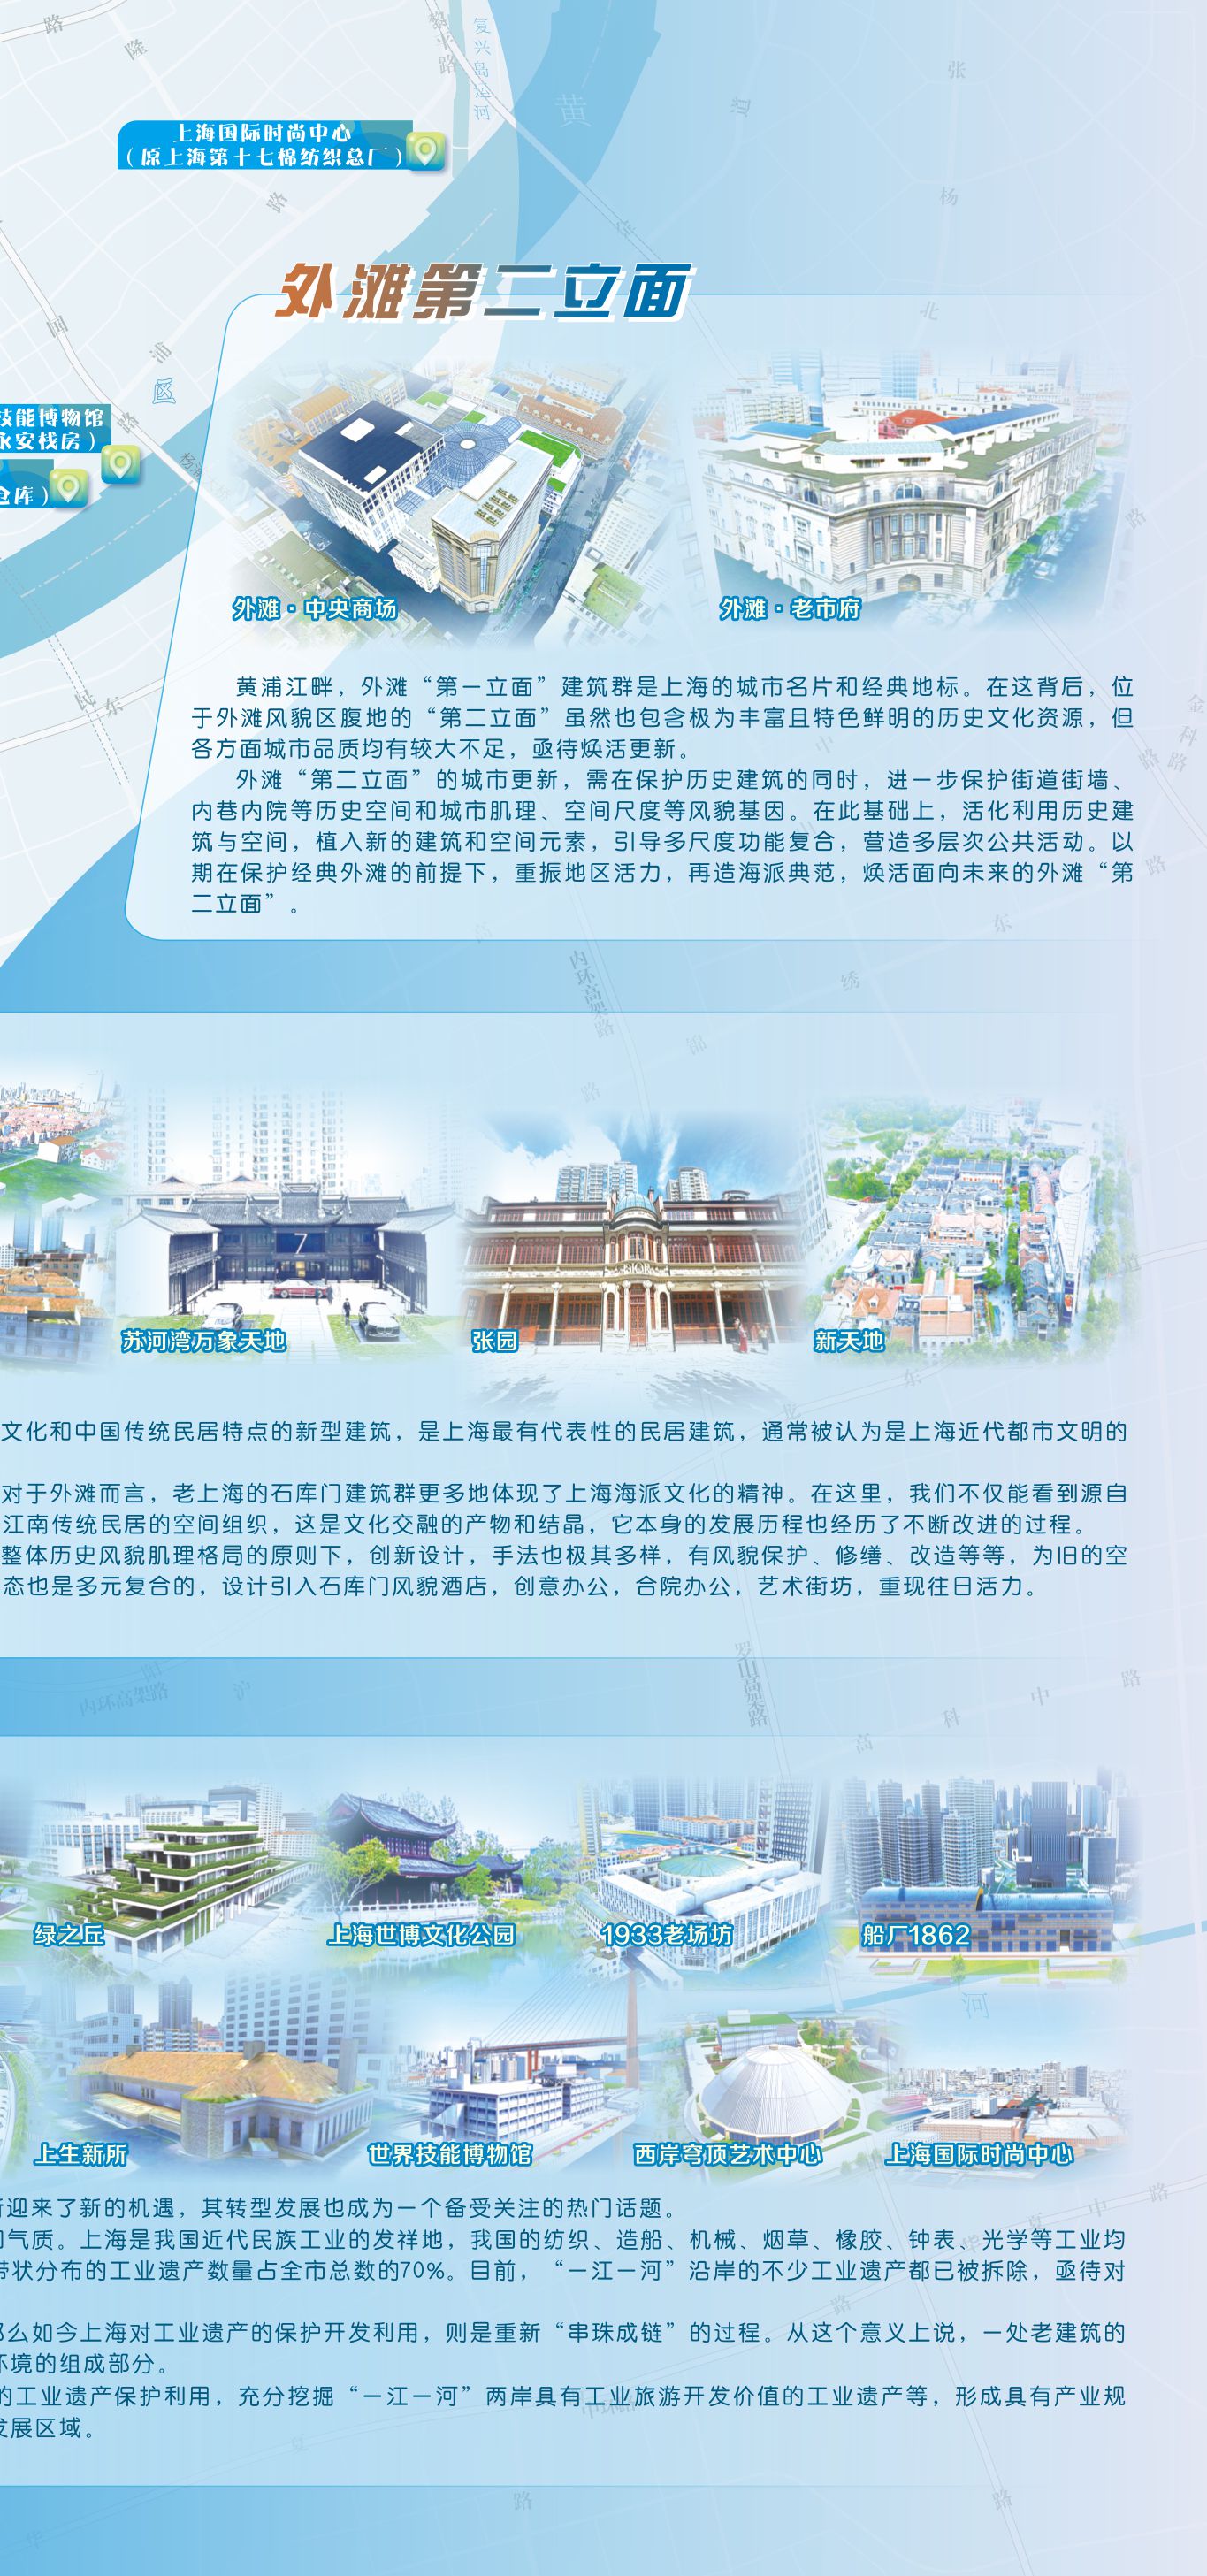 上海国际时尚中心
（原上海第十七棉纺织总厂）
复兴岛运河
黄
外滩第二立面
技能博物馆
永安栈房）
仓库）
外滩·中央商场
外滩·老市府
黄浦江畔，外滩“第一立面”建筑群是上海的城市名片和经典地标。在这背后，位
于外滩风貌区腹地的“第二立面”虽然也包含极为丰富且特色鲜明的历史文化资源，但
各方面城市品质均有较大不足，亟待焕活更新。
外滩“第二立面”的城市更新，需在保护历史建筑的同时，进一步保护街道街墙、
内巷内院等历史空间和城市肌理、空间尺度等风貌基因。在此基础上，活化利用历史建
筑与空间，植入新的建筑和空间元素，引导多尺度功能复合，营造多层次公共活动。以
期在保护经典外滩的前提下，重振地区活力，再造海派典范，焕活面向未来的外滩“第
二立面”。
内环高架路
7
DIOR
苏河湾万象天地
张园
新天地
文化和中国传统民居特点的新型建筑，是上海最有代表性的民居建筑，通常被认为是上海近代都市文明的
对于外滩而言，老上海的石库门建筑群更多地体现了上海海派文化的精神。在这里，我们不仅能看到源自
江南传统民居的空间组织，这是文化交融的产物和结晶，它本身的发展历程也经历了不断改进的过程。
整体历史风貌肌理格局的原则下，创新设计，手法也极其多样，有风貌保护、修缮、改造等等，为旧的空
态也是多元复合的，设计引入石库门风貌酒店，创意办公，合院办公，艺术街坊，重现往日活力。
内环高架路
罗山高架路
高科中路
绿之丘
上海世博文化公园
1933老场坊
船厂1862
河
上生新所
世界技能博物馆
西岸穹顶艺术中心
上海国际时尚中心
迎来了新的机遇，其转型发展也成为一个备受关注的热门话题。
气质。上海是我国近代民族工业的发祥地，我国的纺织、造船、机械、烟草、橡胶、钟表、光学等工业均
带状分布的工业遗产数量占全市总数的70%。目前，“一江一河”沿岸的不少工业遗产都已被拆除，亟待对
那么如今上海对工业遗产的保护开发利用，则是重新“串珠成链”的过程。从这个意义上说，一处老建筑的
环境的组成部分。
的工业遗产保护利用，充分挖掘“一江一河”两岸具有工业旅游开发价值的工业遗产等，形成具有产业规
发展区域。